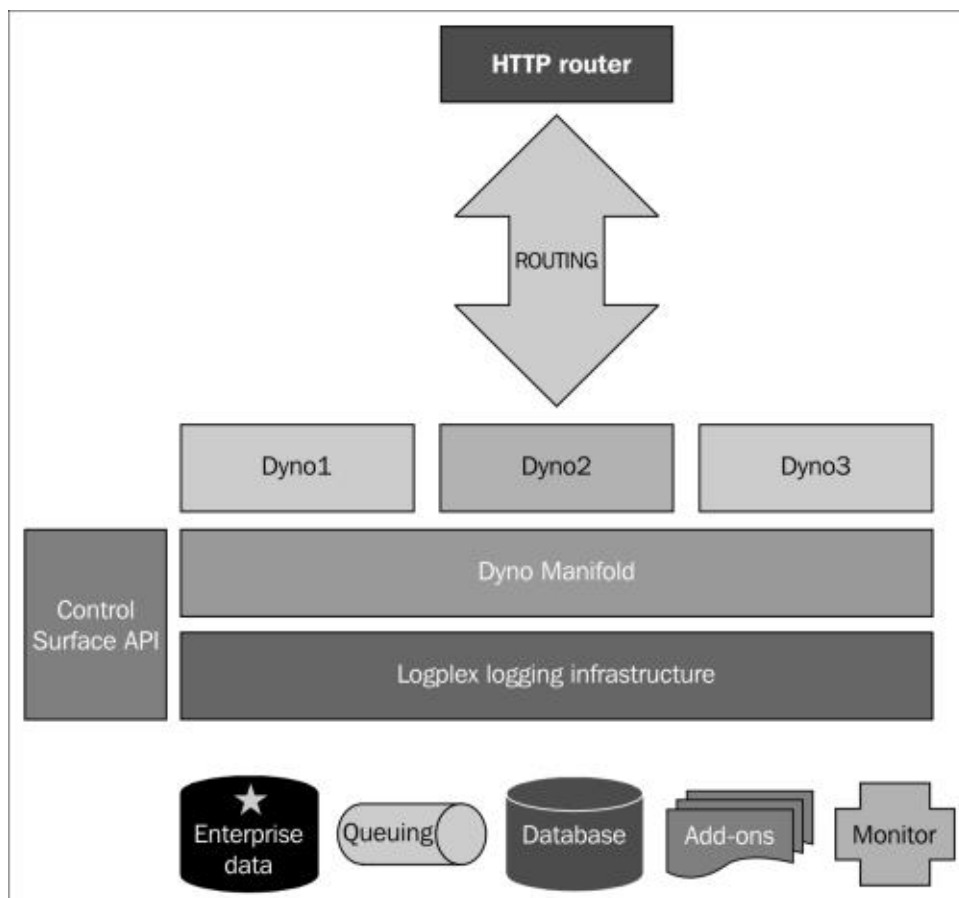 HTTP router
ROUTING
Dyno1
Dyno2
Dyno3
Control
Surface API
Dyno Manifold
Logplex logging infrastructure
Enterprise
data
Queuing
Database
Add-ons
Monitor